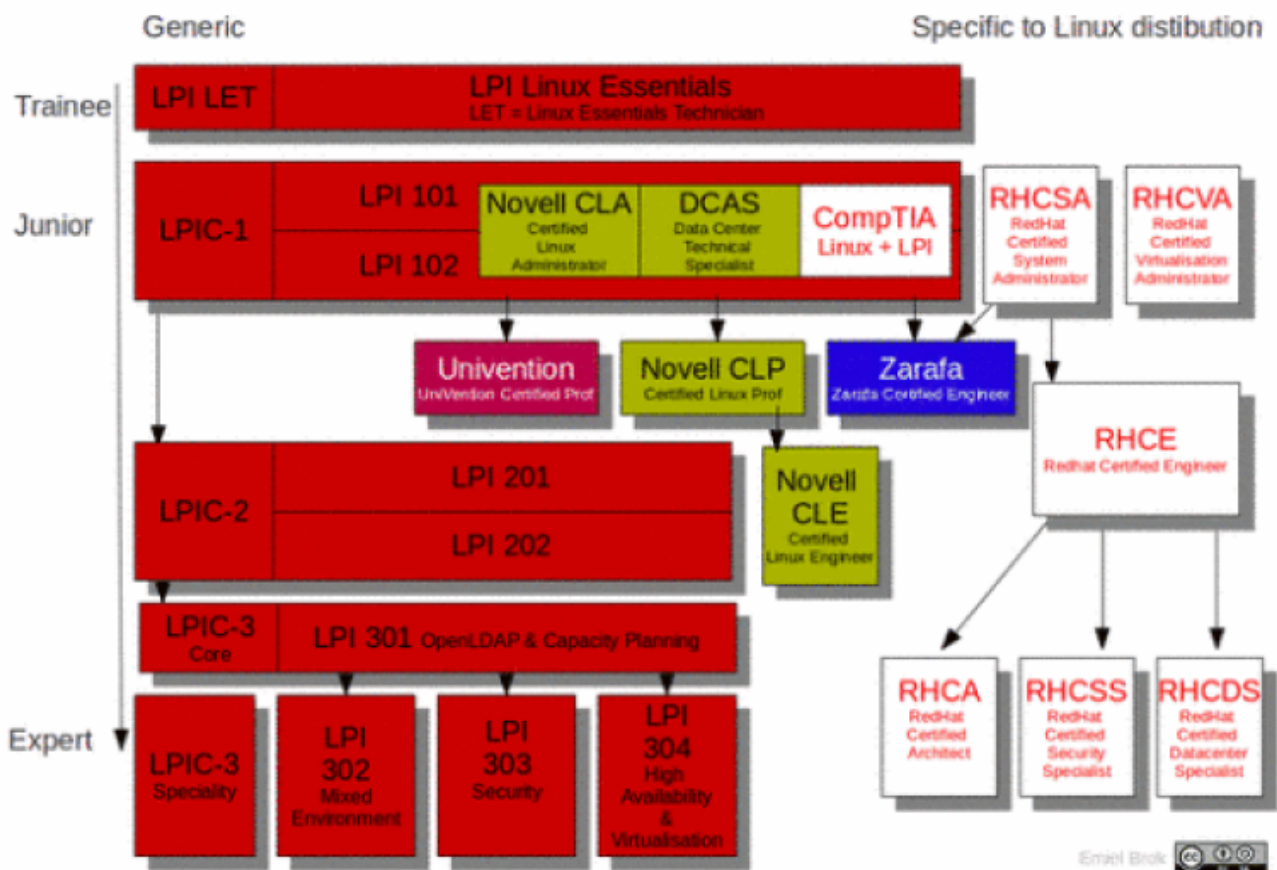 Generic
Specific to Linux distibution
Trainee
LPI LET
LPI Linux Essentials
LET = Linux Essentials Technician
Junior
LPIC-1
LPI 101
LPI 102
Novell CLA
Certified
Linux
Administrator
DCAS
Data Center
Technical
Specialist
CompTIA
Linux + LPI
RHCSA
RedHat
Certified
System
Administrator
RHCVA
RedHat
Certified
Virtualisation
Administrator
Univention
UniVention Certified Prof
Novell CLP
Certified Linux Prof
Zarafa
Zarafa Certified Engineer
RHCE
Redhat Certified Engineer
LPIC-2
LPI 201
LPI 202
Novell
CLE
Certified
Linux Engineer
LPIC-3
Core
LPI 301 OpenLDAP & Capacity Planning
Expert
LPIC-3
Speciality
LPI
302
Mixed
Environment
LPI
303
Security
LPI
304
High
Availability
&
Virtualisation
RHCA
RedHat
Certified
Architect
RHCSS
RedHat
Certified
Security
Specialist
RHCDS
RedHat
Certified
Datacenter
Specialist
Emiel Brok
cc